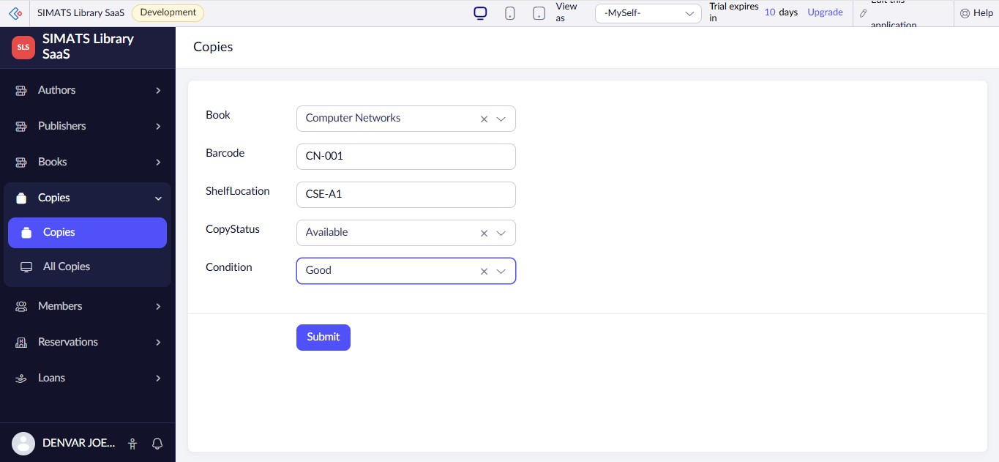 SIMATS Library SaaS
Development
View
as
-MySelf-
Trial expires
in
10 days
Upgrade
Edit this
application
Help
SLS
SIMATS Library
SaaS
Copies
Authors
Publishers
Books
Copies
Copies
All Copies
Members
Reservations
Loans
DENVAR JOE...
Book
Computer Networks
Barcode
CN-001
ShelfLocation
CSE-A1
CopyStatus
Available
Condition
Good
Submit